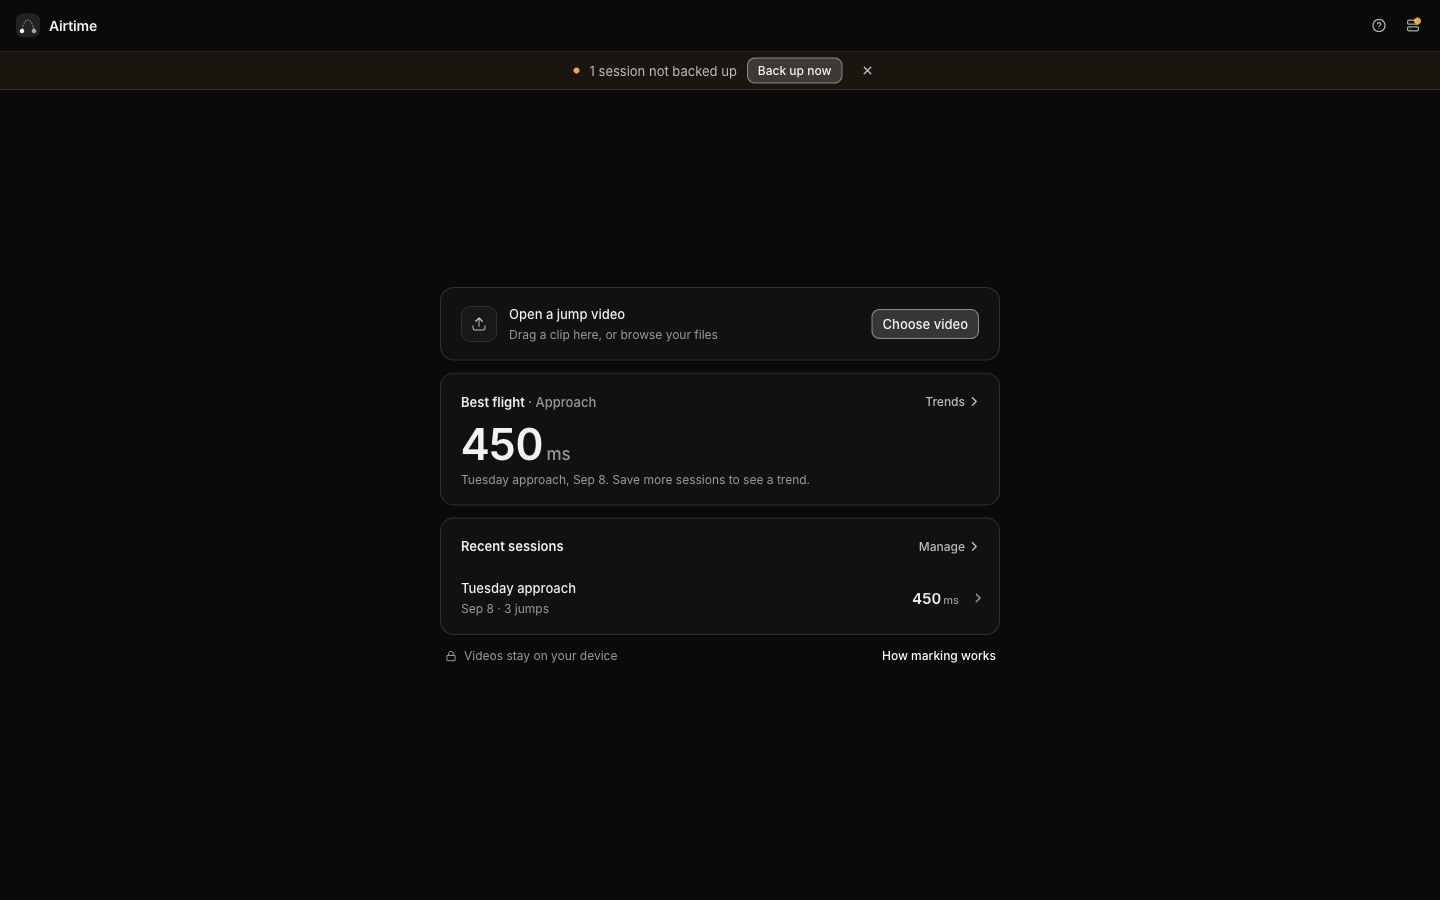 Airtime
1 session not backed up
Back up now
Open a jump video
Drag a clip here, or browse your files
Choose video
Best flight · Approach
Trends
450 ms
Tuesday approach, Sep 8. Save more sessions to see a trend.
Recent sessions
Manage
Tuesday approach
Sep 8 · 3 jumps
450 ms
Videos stay on your device
How marking works